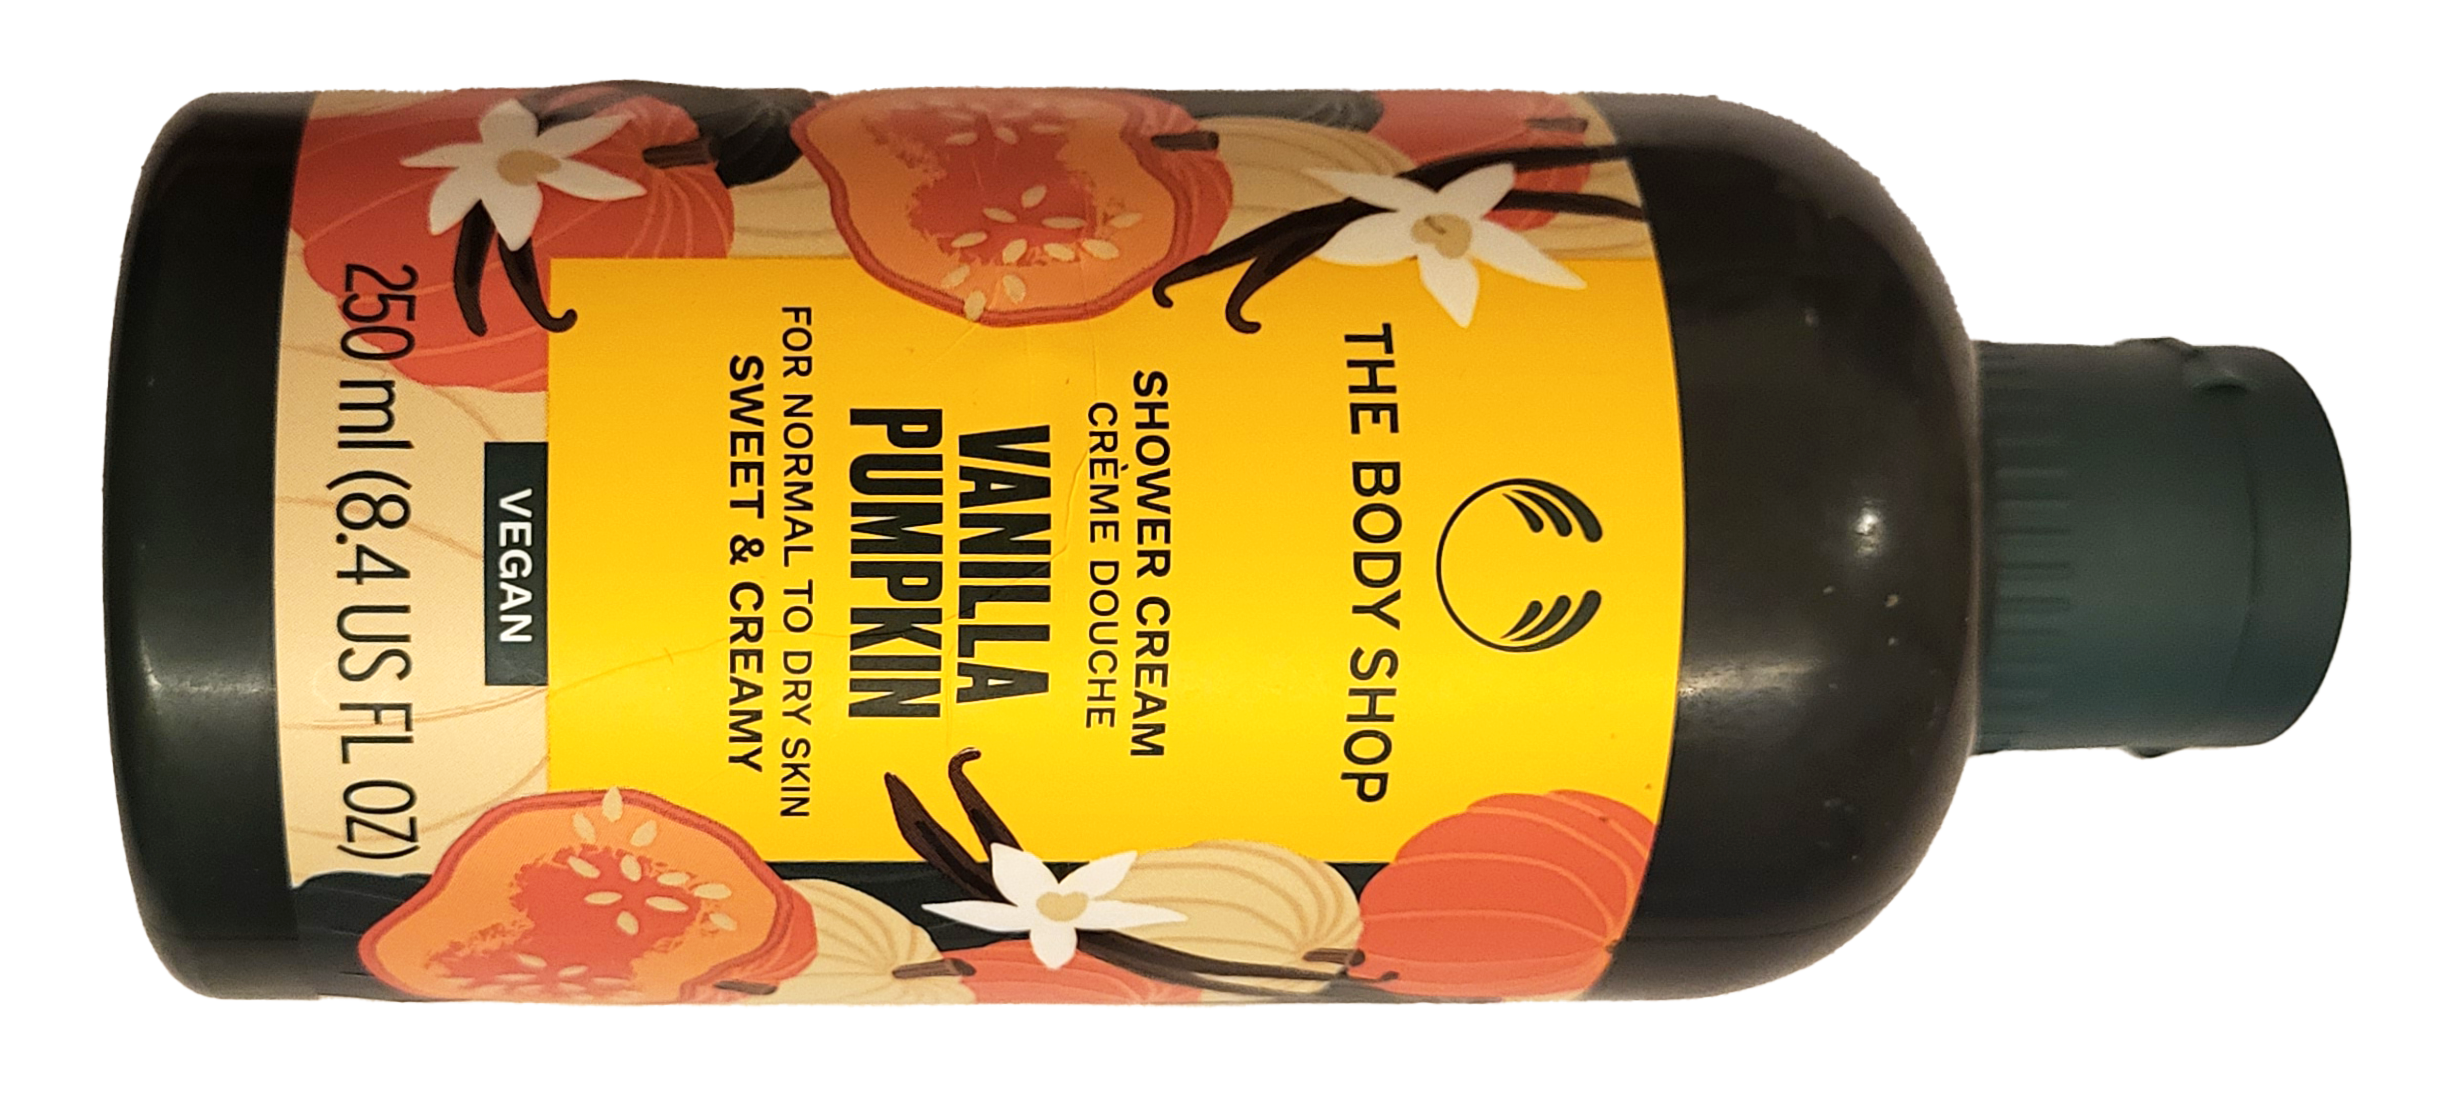 THE BODY SHOP
SHOWER CREAM
CRÈME DOUCHE
VANILLA
PUMPKIN
FOR NORMAL TO DRY SKIN
SWEET & CREAMY
VEGAN
250 ml (8.4 US FL OZ)